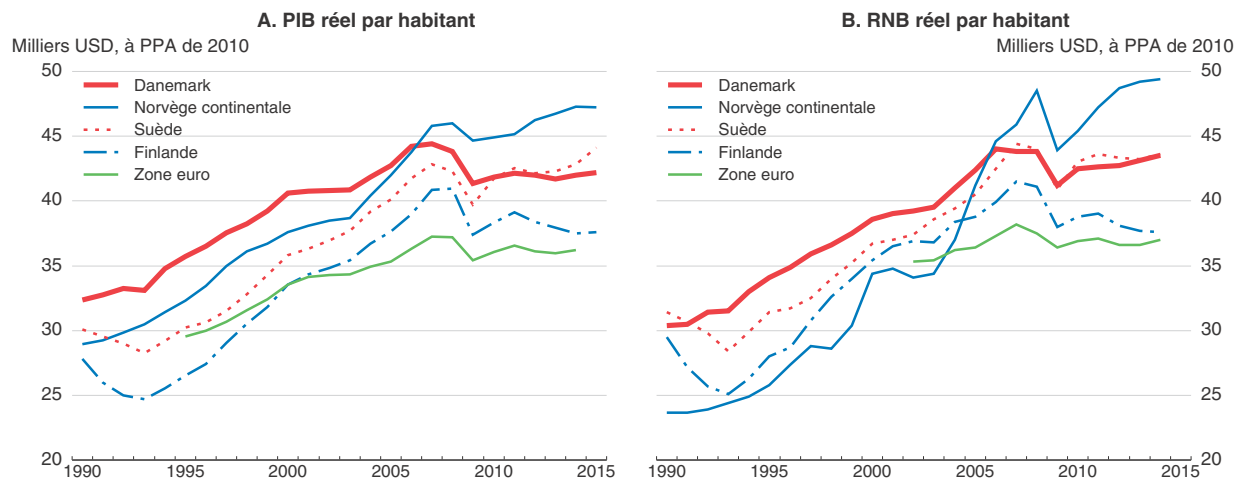 A. PIB réel par habitant
Milliers USD, à PPA de 2010
50
45
40
35
30
25
20
Danemark
Norvège continentale
Suède
Finlande
Zone euro
1990 1995 2000 2005 2010 2015
B. RNB réel par habitant
Milliers USD, à PPA de 2010
Danemark
Norvège continentale
Suède
Finlande
Zone euro
50
45
40
35
30
25
20
1990 1995 2000 2005 2010 2015